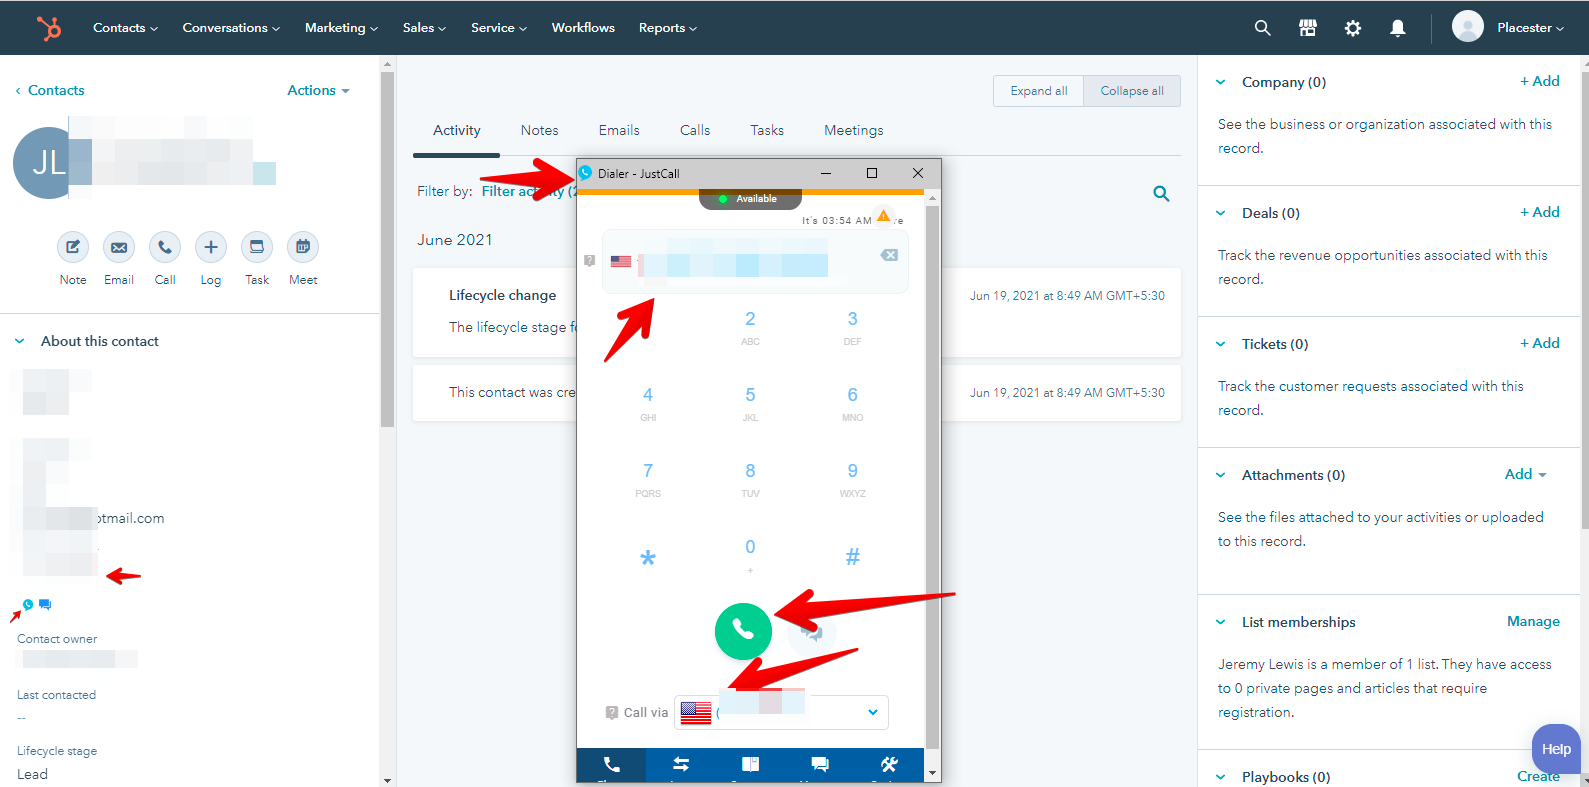 Contacts
Conversations
Marketing
Sales
Service
Workflows
Reports
Placester
Contacts
Actions
JL
Note
Email
Call
Log
Task
Meet
About this contact
otmail.com
Contact owner
Last contacted
--
Lifecycle stage
Lead
Expand all
Collapse all
Activity
Notes
Emails
Calls
Tasks
Meetings
Filter by:
Filter activity (2
June 2021
Lifecycle change
Jun 19, 2021 at 8:49 AM GMT+5:30
The lifecycle stage fo
This contact was cre
Jun 19, 2021 at 8:49 AM GMT+5:30
Dialer - JustCall
Available
It's 03:54 AM
re
2
ABC
3
DEF
4
GHI
5
JKL
6
MNO
7
PQRS
8
TUV
9
WXYZ
*
0
+
#
Call via
(
Company (0)
+ Add
See the business or organization associated with this
record.
Deals (0)
+ Add
Track the revenue opportunities associated with this
record.
Tickets (0)
+ Add
Track the customer requests associated with this
record.
Attachments (0)
Add
See the files attached to your activities or uploaded
to this record.
List memberships
Manage
Jeremy Lewis is a member of 1 list. They have access
to 0 private pages and articles that require
registration.
Help
Playbooks (0)
Create